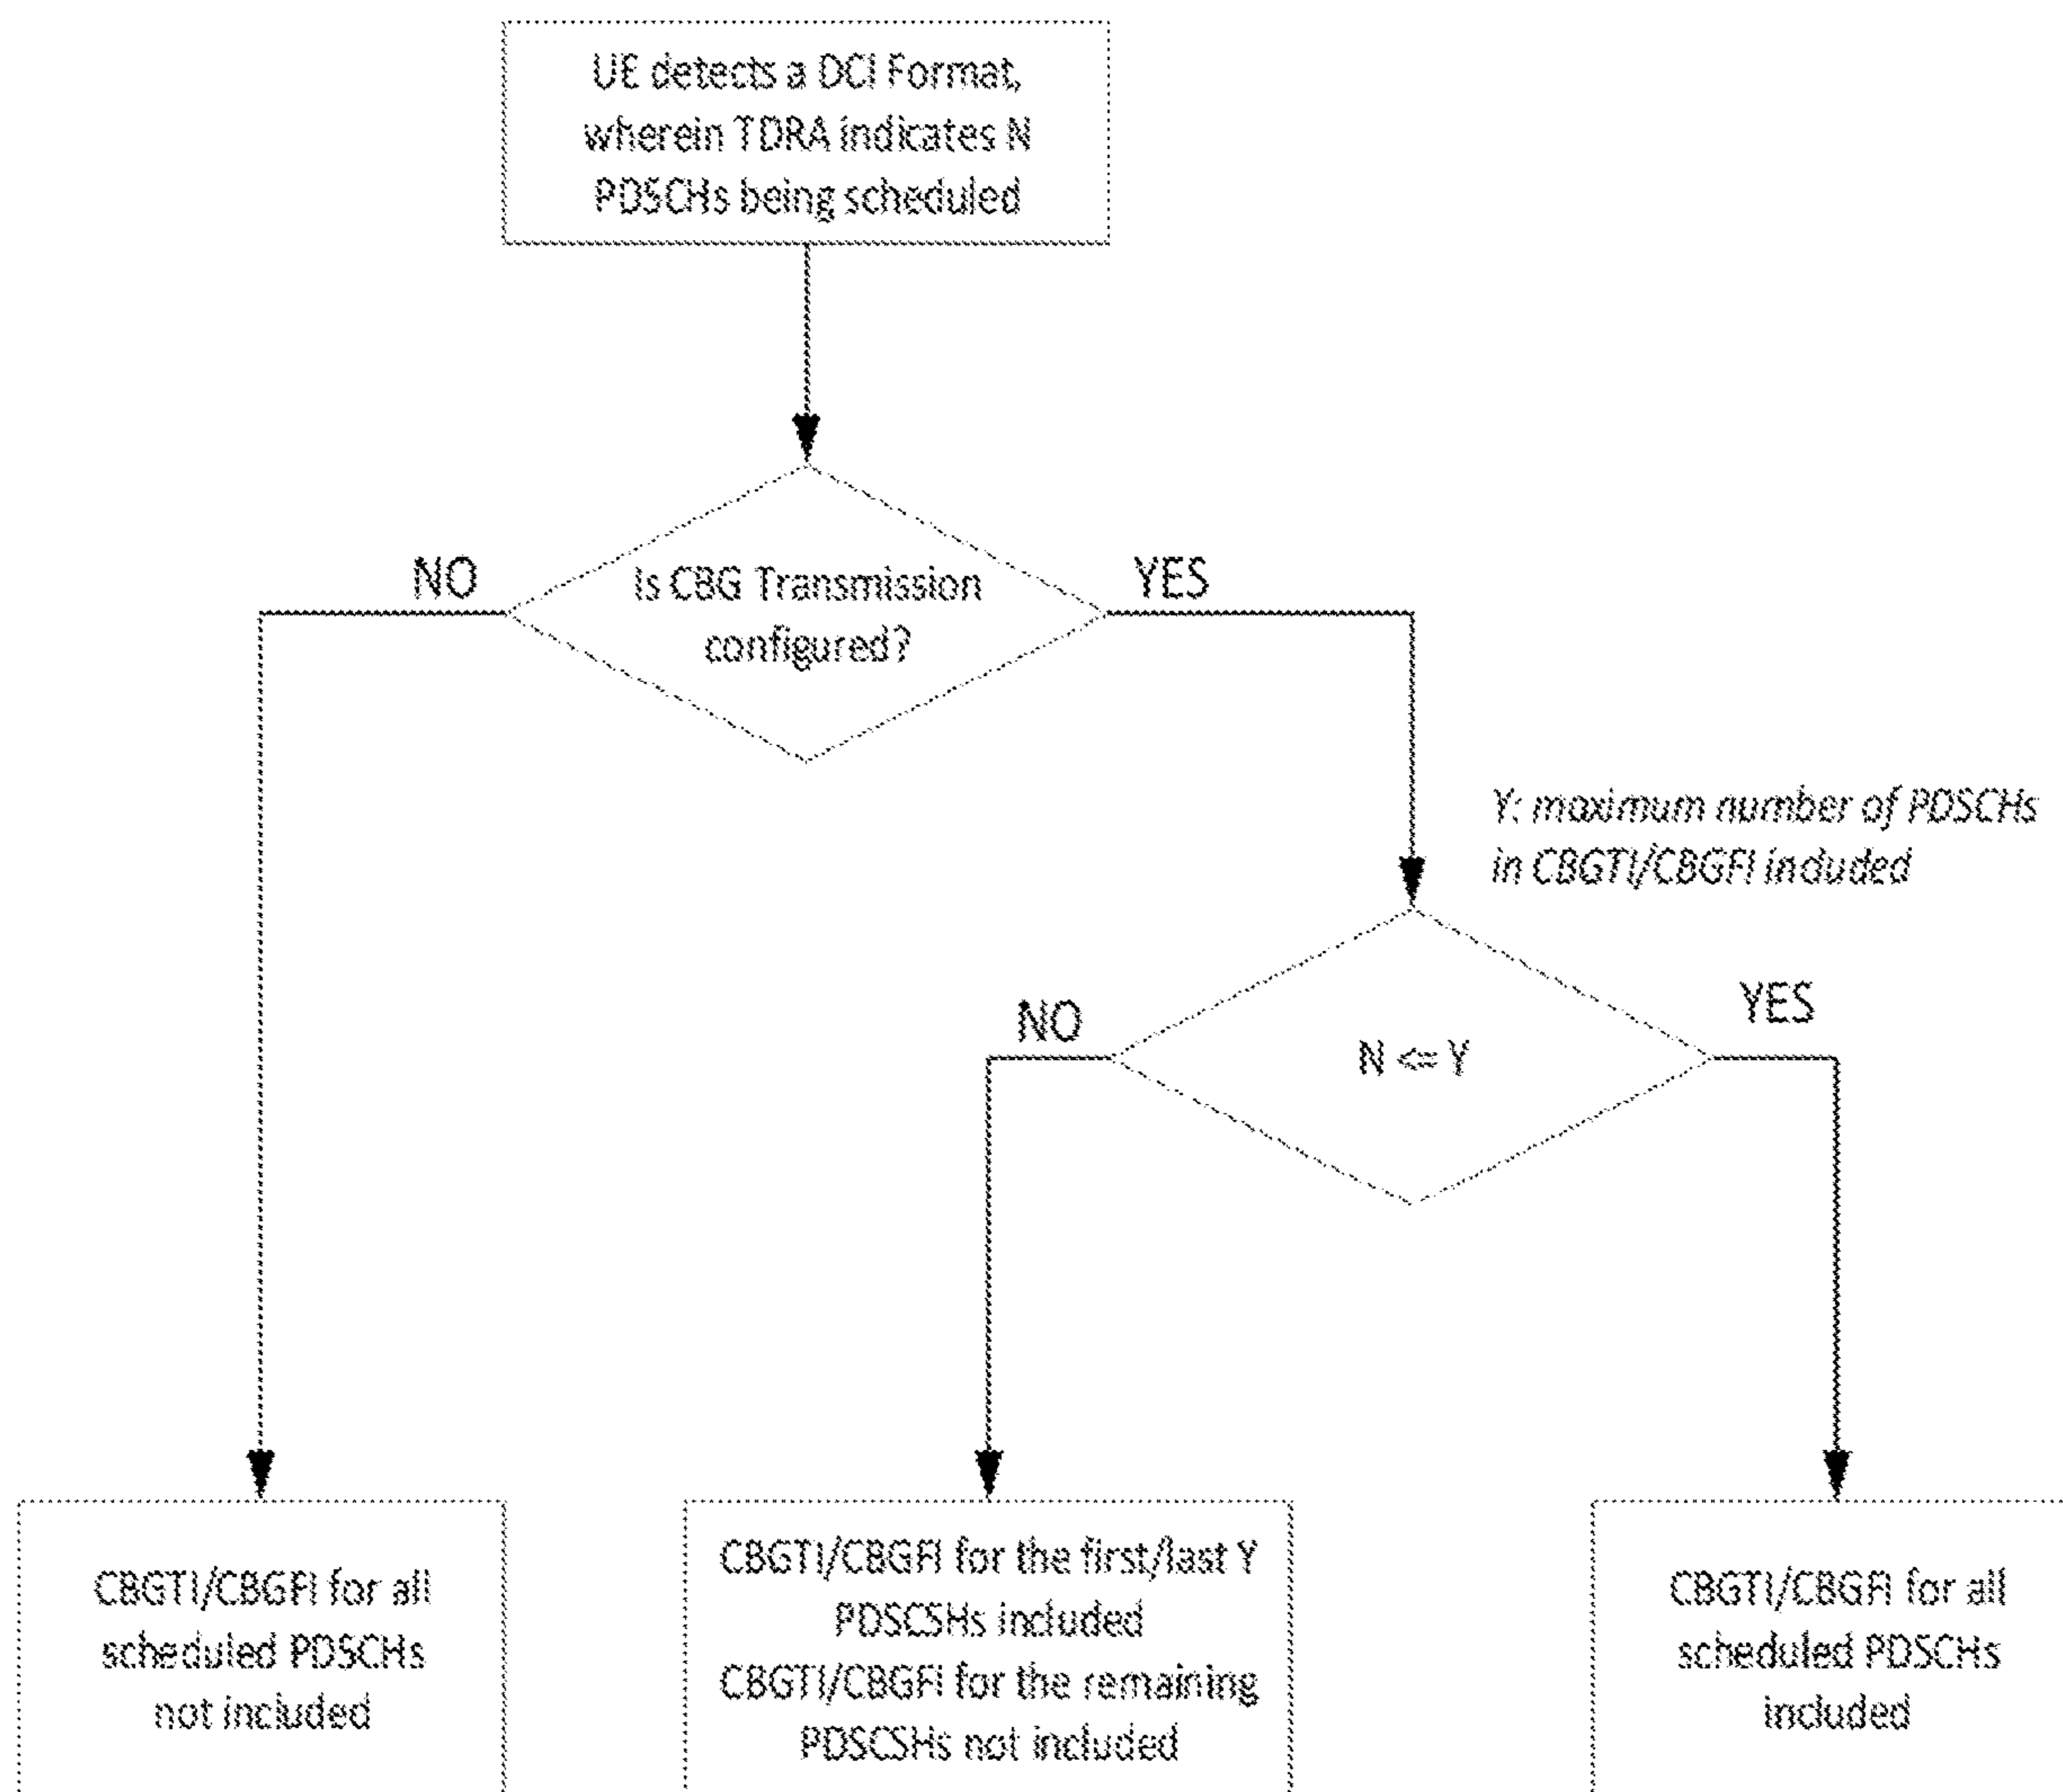 UE detects a DCI Format,
wherein TDRA indicates N
PDSCHs being scheduled
NO
YES
Is CBG Transmission
configured?
Y: maximum number of PDSCHs
in CBGTI/CBGFI included
NO
YES
N <= Y
CBGTI/CBGFI for all
scheduled PDSCHs
not included
CBGTI/CBGFI for the first/last Y
PDSCSHs included
CBGTI/CBGFI for the remaining
PDSCSHs not included
CBGTI/CBGFI for all
scheduled PDSCHs
included